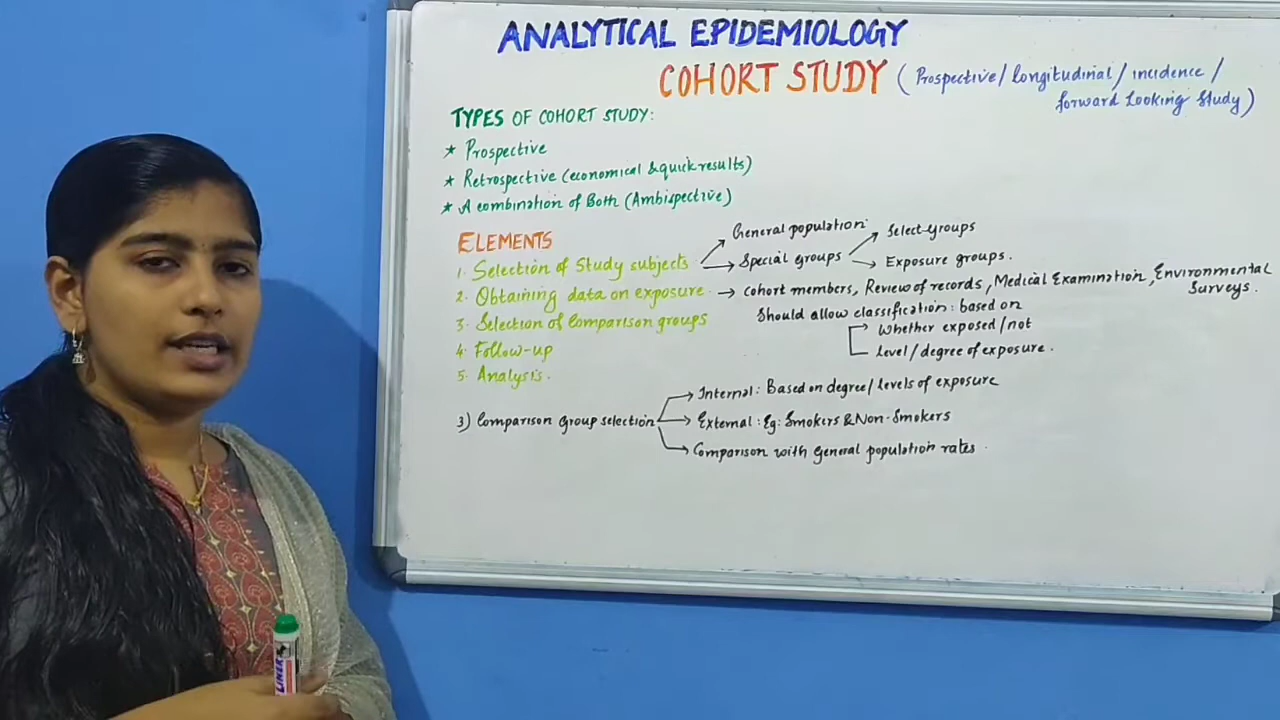 ANALYTICAL EPIDEMIOLOGY
COHORT STUDY (Prospective/longitudinal/incidence/
forward looking study)
TYPES OF COHORT STUDY:
* Prospective
* Retrospective (economical & quick results)
* A combination of Both (Ambispective)
ELEMENTS
1. Selection of Study subjects → General population
→ Special groups → Select groups
→ Exposure groups.
2. Obtaining data on exposure → cohort members, Review of records, Medical Examination, Environmental
Surveys.
Should allow classification: based on
→ Whether exposed/not
level/degree of exposure.
3. Selection of Comparison groups
4. Follow-up
5. Analysis.
3) Comparison Group selection → Internal: Based on degree/levels of exposure
→ External: Eg: Smokers & Non-Smokers
→ Comparison with General population rates
LINER